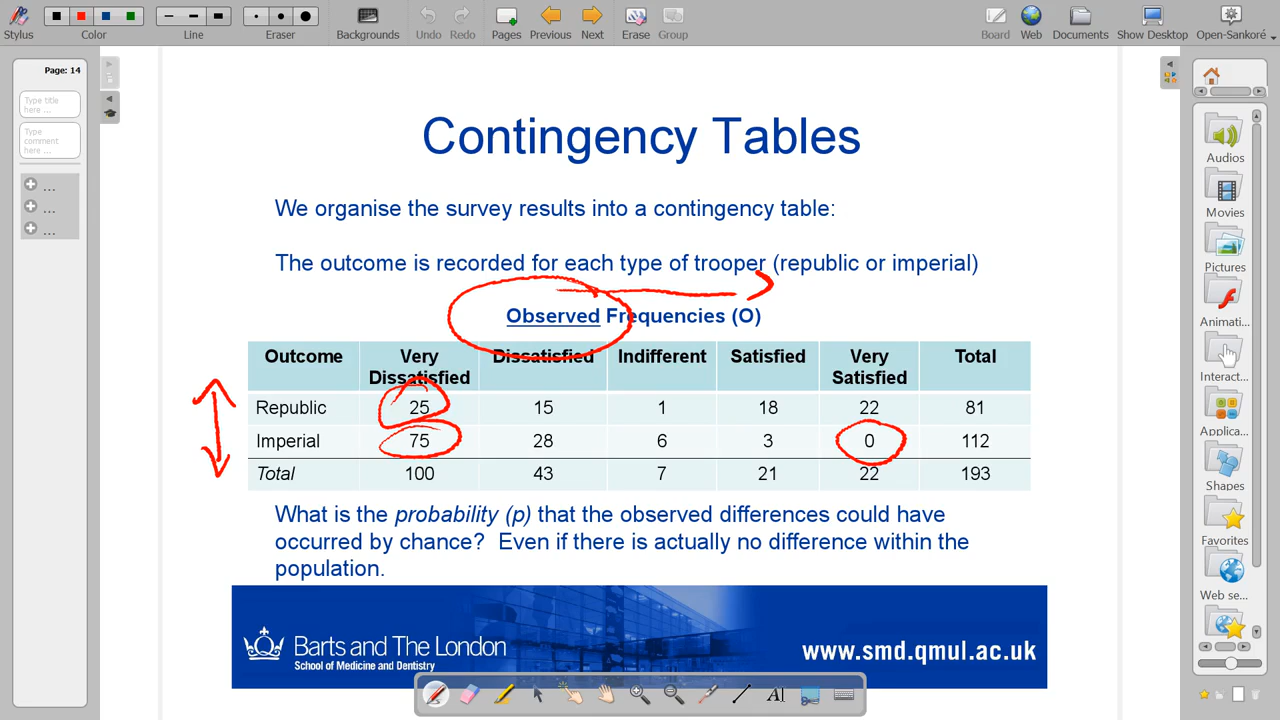 Stylus
Color
Line
Eraser
Backgrounds
Undo
Redo
Pages
Previous
Next
Erase
Group
Board
Web
Documents
Show Desktop
Open-Sankoré
Page: 14
Type title
here ...
Type
comment
here ...
...
...
...
Contingency Tables
We organise the survey results into a contingency table:
The outcome is recorded for each type of trooper (republic or imperial)
Observed Frequencies (O)
Outcome Very Dissatisfied Dissatisfied Indifferent Satisfied Very Satisfied Total
Republic 25 15 1 18 22 81
Imperial 75 28 6 3 0 112
Total 100 43 7 21 22 193
What is the probability (p) that the observed differences could have
occurred by chance? Even if there is actually no difference within the
population.
Barts and The London
School of Medicine and Dentistry
www.smd.qmul.ac.uk
Audios
Movies
Pictures
Animati...
Interact...
Applica...
Shapes
Favorites
Web se...